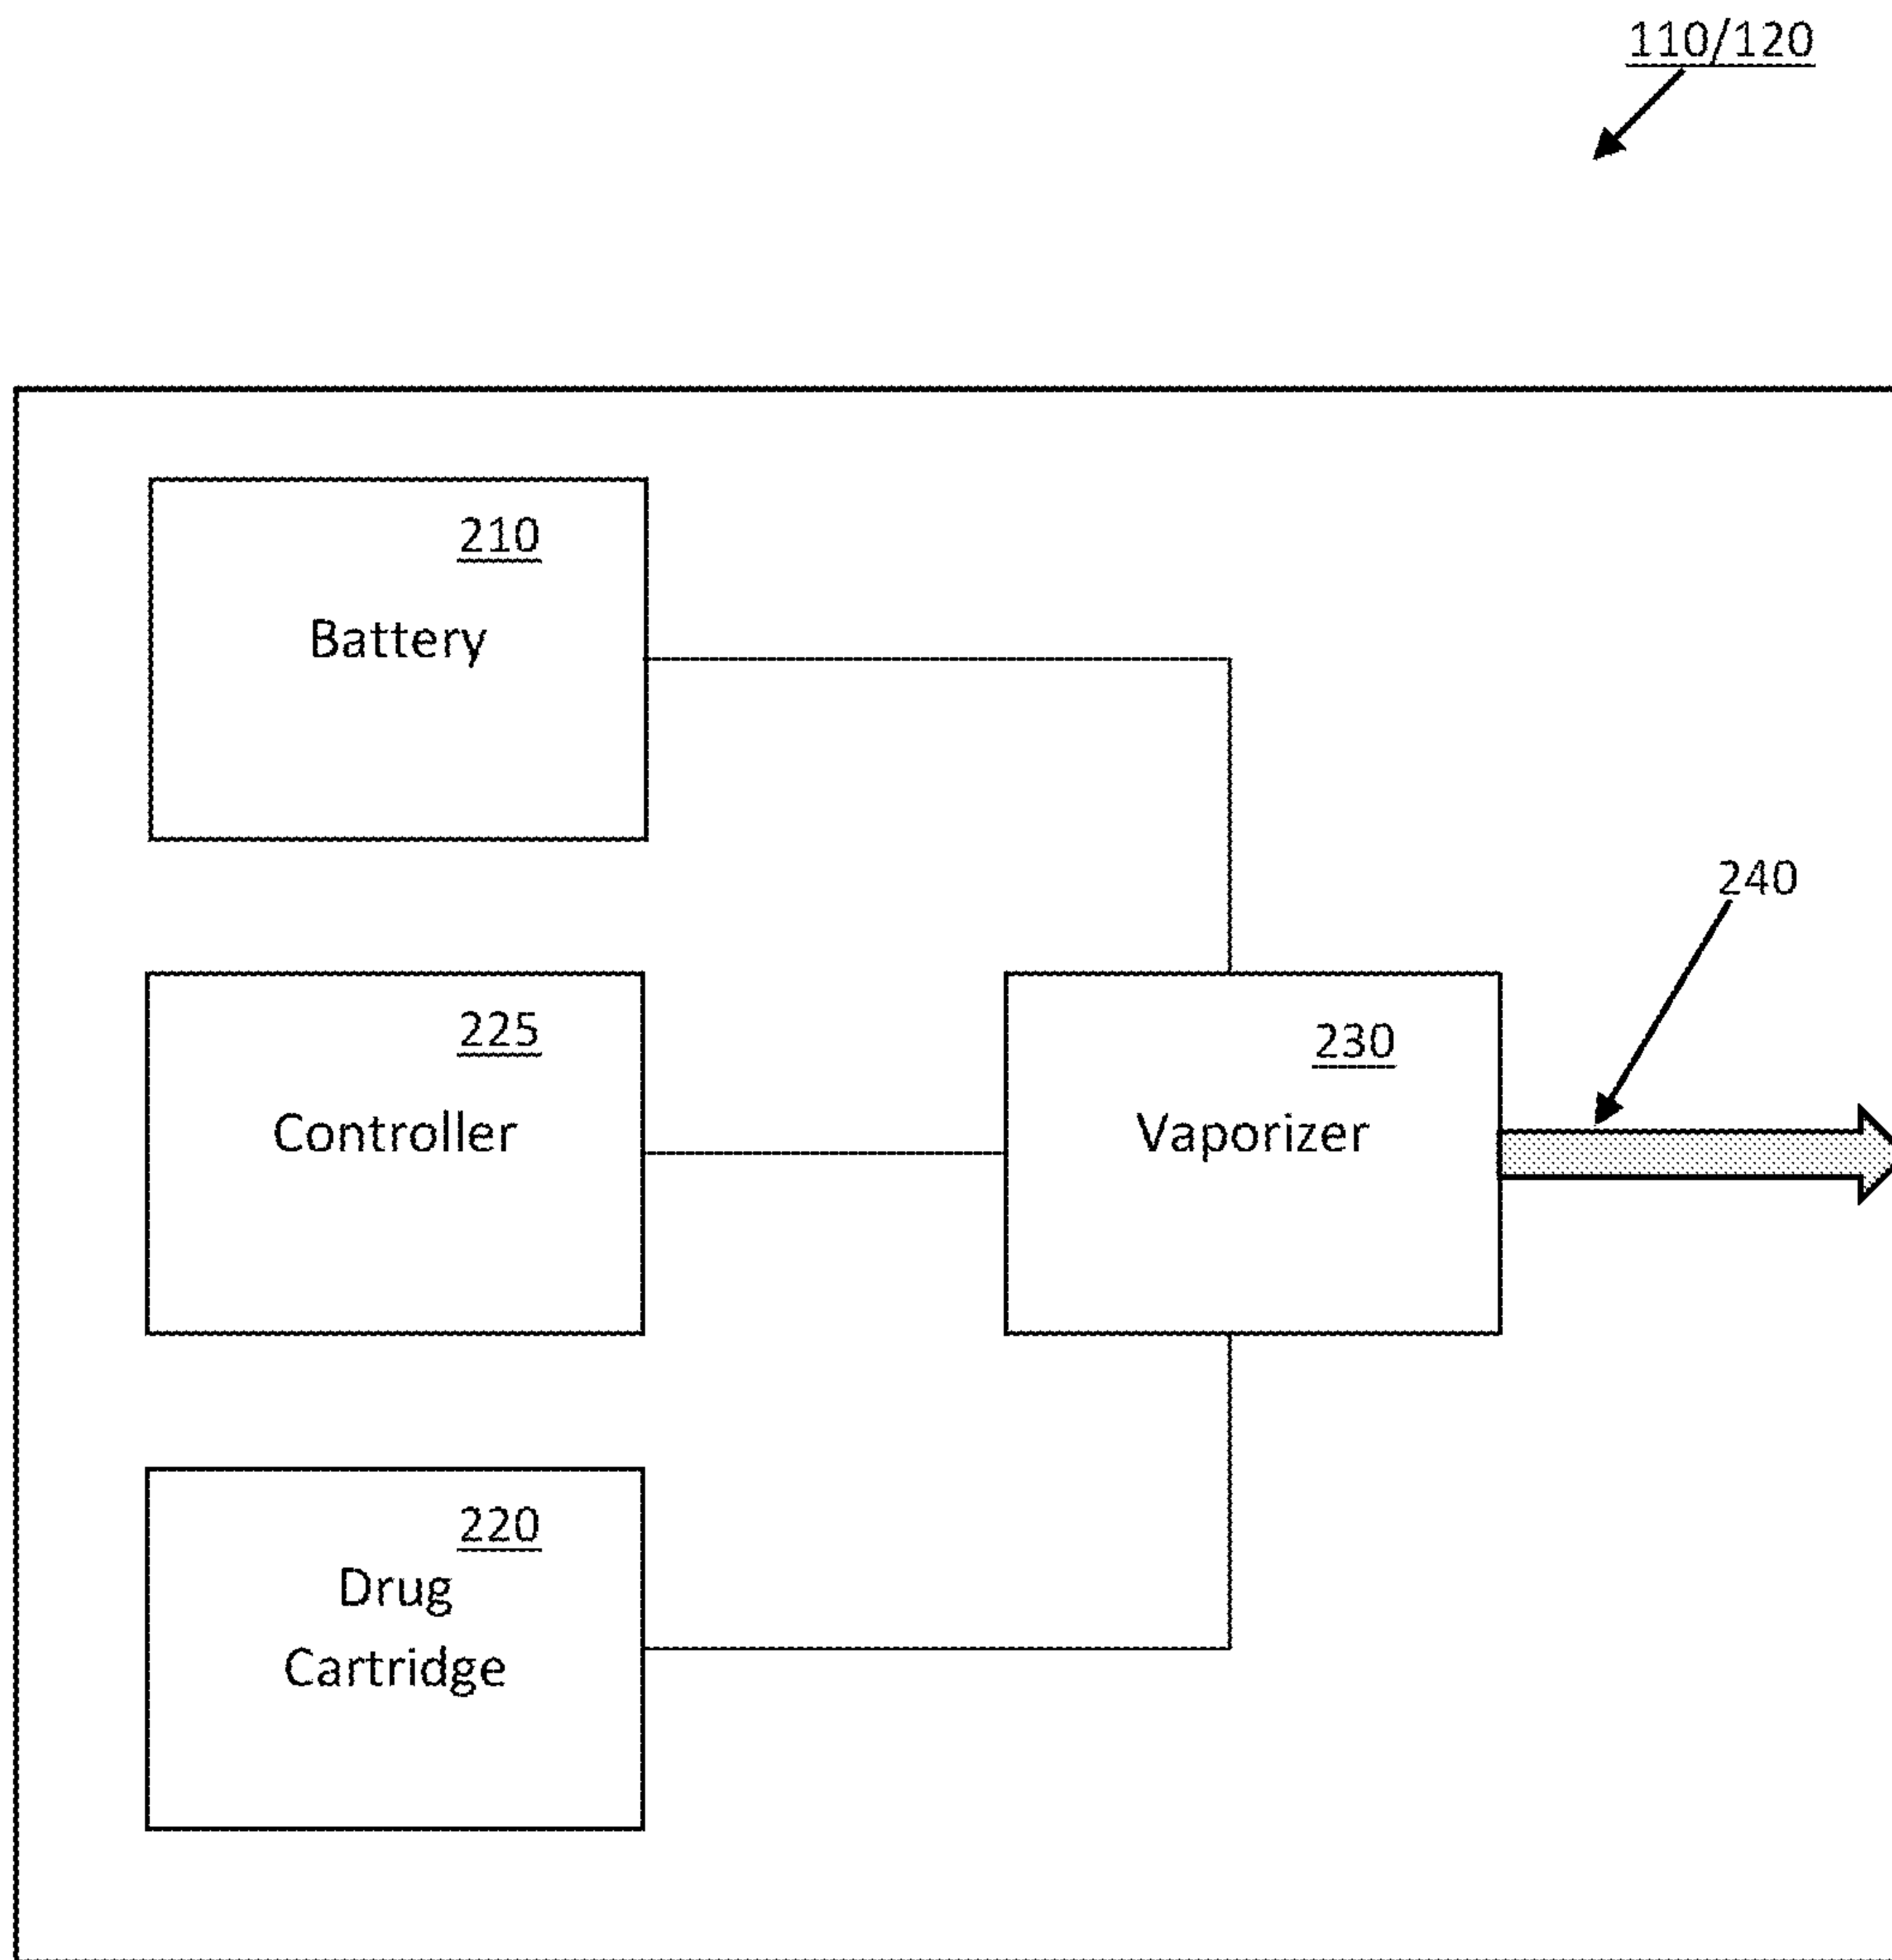 110/120
210
Battery
240
225
Controller
230
Vaporizer
220
Drug
Cartridge